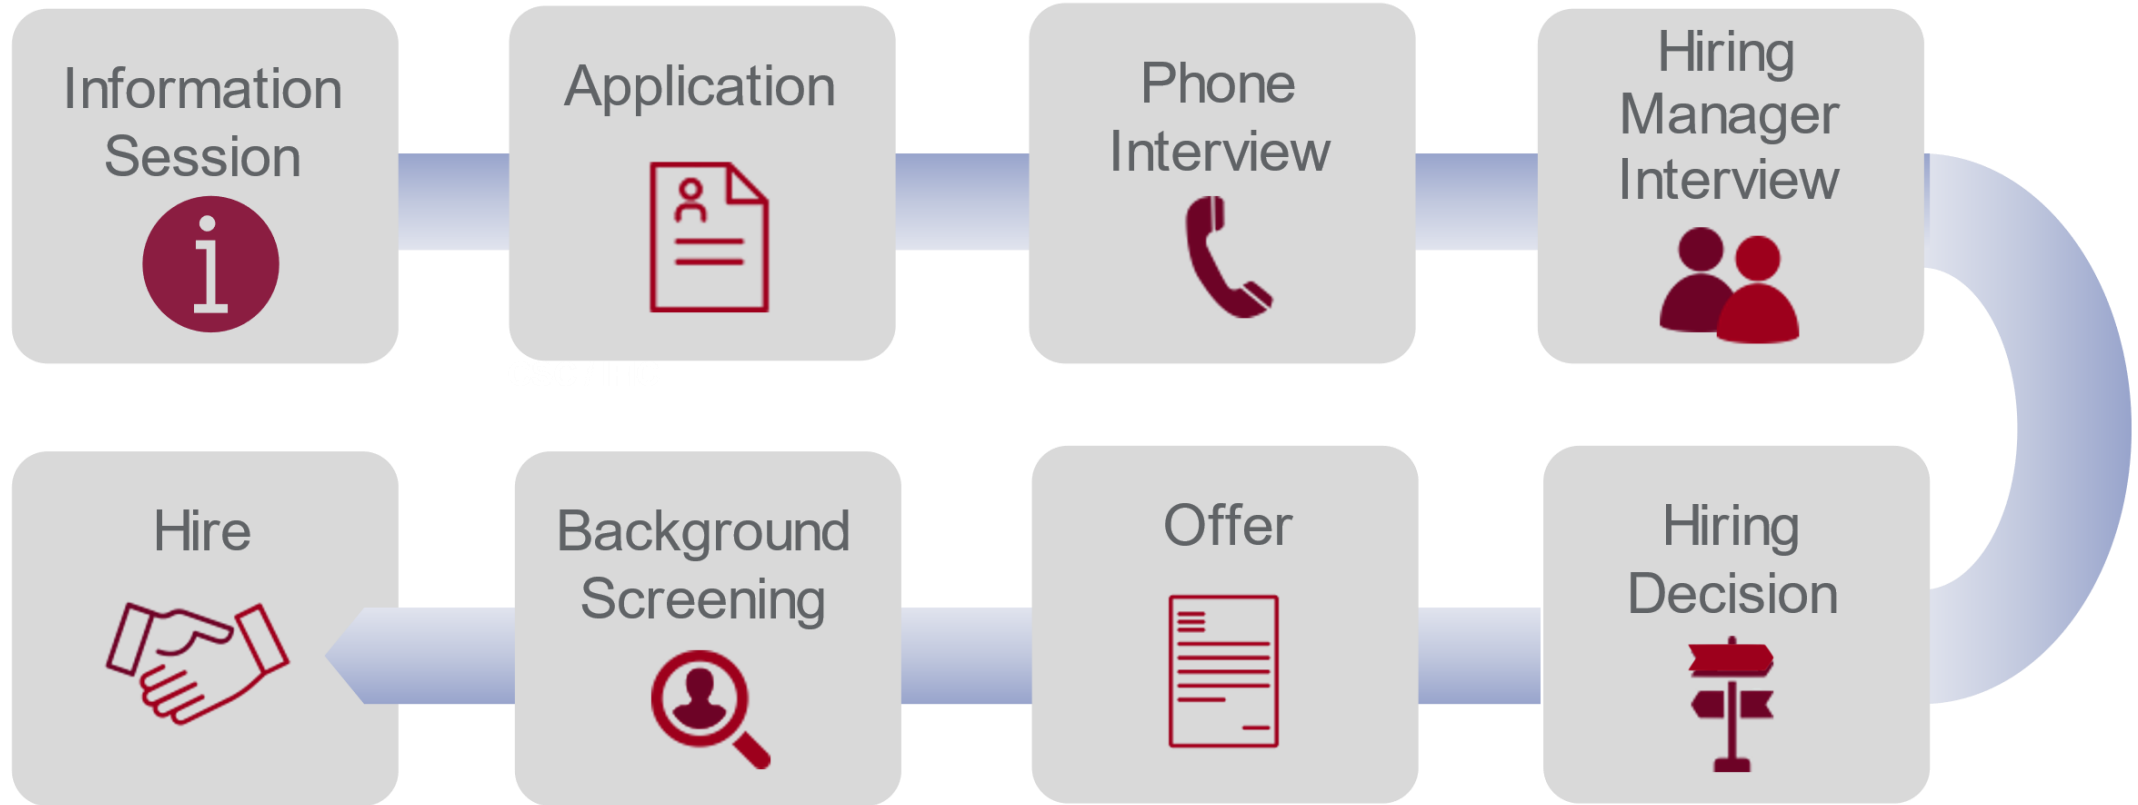 Information
Session
Application
Phone
Interview
Hiring
Manager
Interview
Hire
Background
Screening
Offer
Hiring
Decision